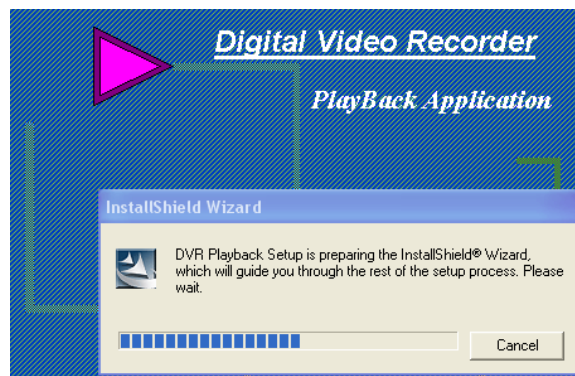 Digital Video Recorder
PlayBack Application
InstallShield Wizard
DVR Playback Setup is preparing the InstallShield® Wizard,
which will guide you through the rest of the setup process. Please
wait.
Cancel